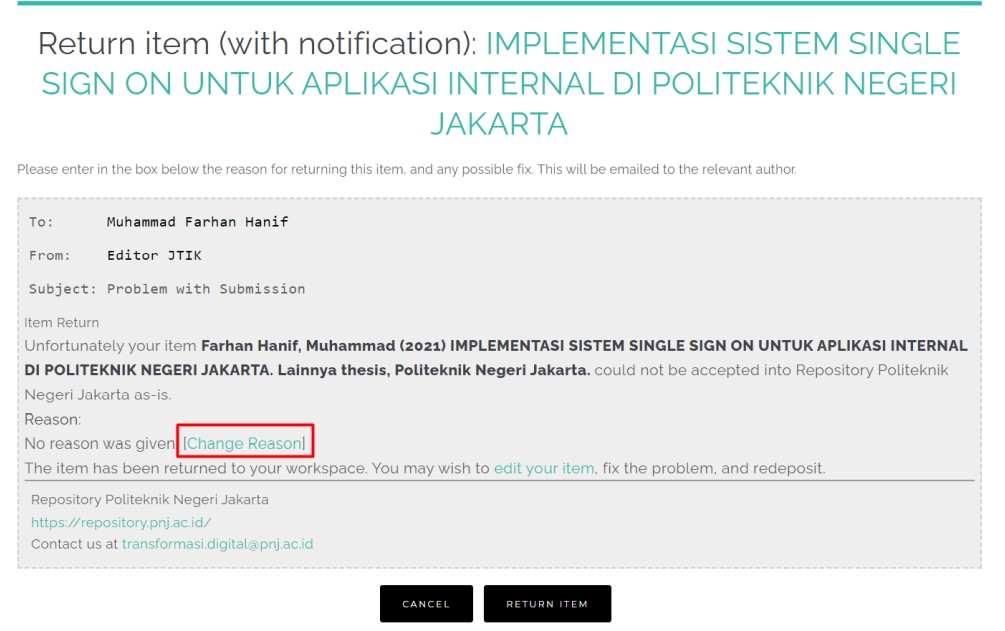 Return item (with notification): IMPLEMENTASI SISTEM SINGLE
SIGN ON UNTUK APLIKASI INTERNAL DI POLITEKNIK NEGERI
JAKARTA
Please enter in the box below the reason for returning this item, and any possible fix. This will be emailed to the relevant author.
To: Muhammad Farhan Hanif
From: Editor JTIK
Subject: Problem with Submission
Item Return
Unfortunately your item Farhan Hanif, Muhammad (2021) IMPLEMENTASI SISTEM SINGLE SIGN ON UNTUK APLIKASI INTERNAL
DI POLITEKNIK NEGERI JAKARTA. Lainnya thesis, Politeknik Negeri Jakarta. could not be accepted into Repository Politeknik
Negeri Jakarta as-is.
Reason:
No reason was given [Change Reason]
The item has been returned to your workspace. You may wish to edit your item, fix the problem, and redeposit.
Repository Politeknik Negeri Jakarta
https://repository.pnj.ac.id/
Contact us at transformasi.digital@pnj.ac.id
CANCEL RETURN ITEM